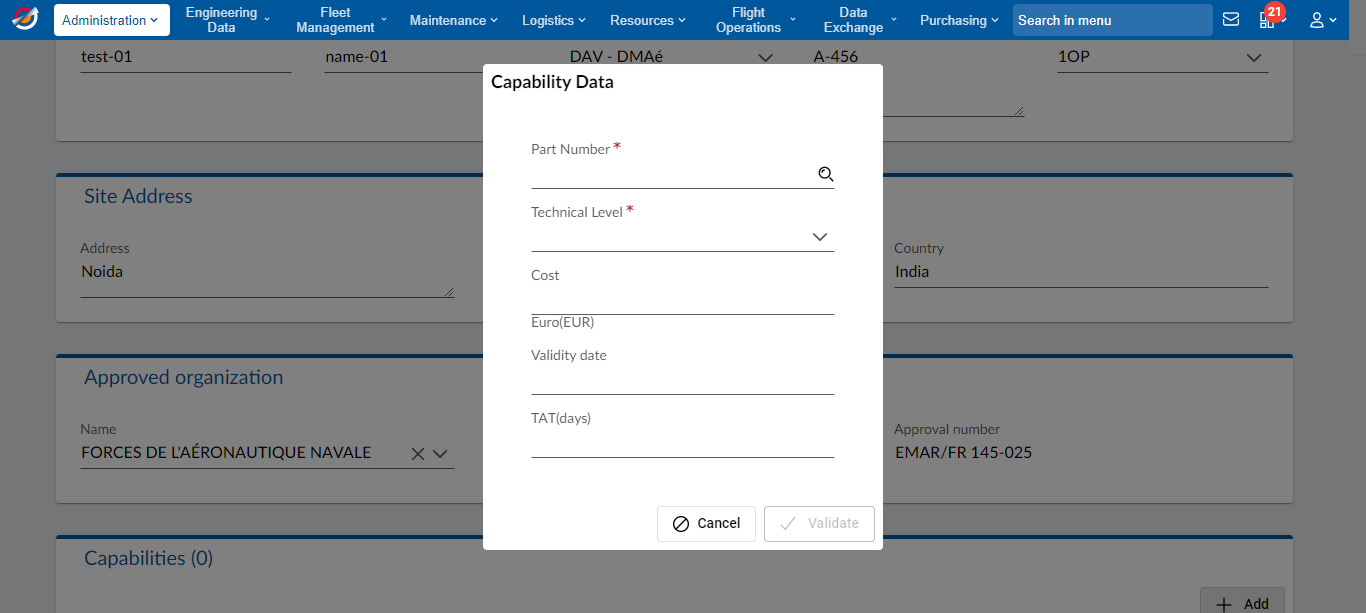 Administration
Engineering
Data
Fleet
Management
Maintenance
Logistics
Resources
Flight
Operations
Data
Exchange
Purchasing
Search in menu
21
test-01
name-01
DAV - DMAé
A-456
1OP
Capability Data
Part Number *
Technical Level *
Cost
Euro(EUR)
Validity date
TAT(days)
Cancel
Validate
Site Address
Address
Noida
Country
India
Approved organization
Name
FORCES DE L'AÉRONAUTIQUE NAVALE
Approval number
EMAR/FR 145-025
Capabilities (0)
Add